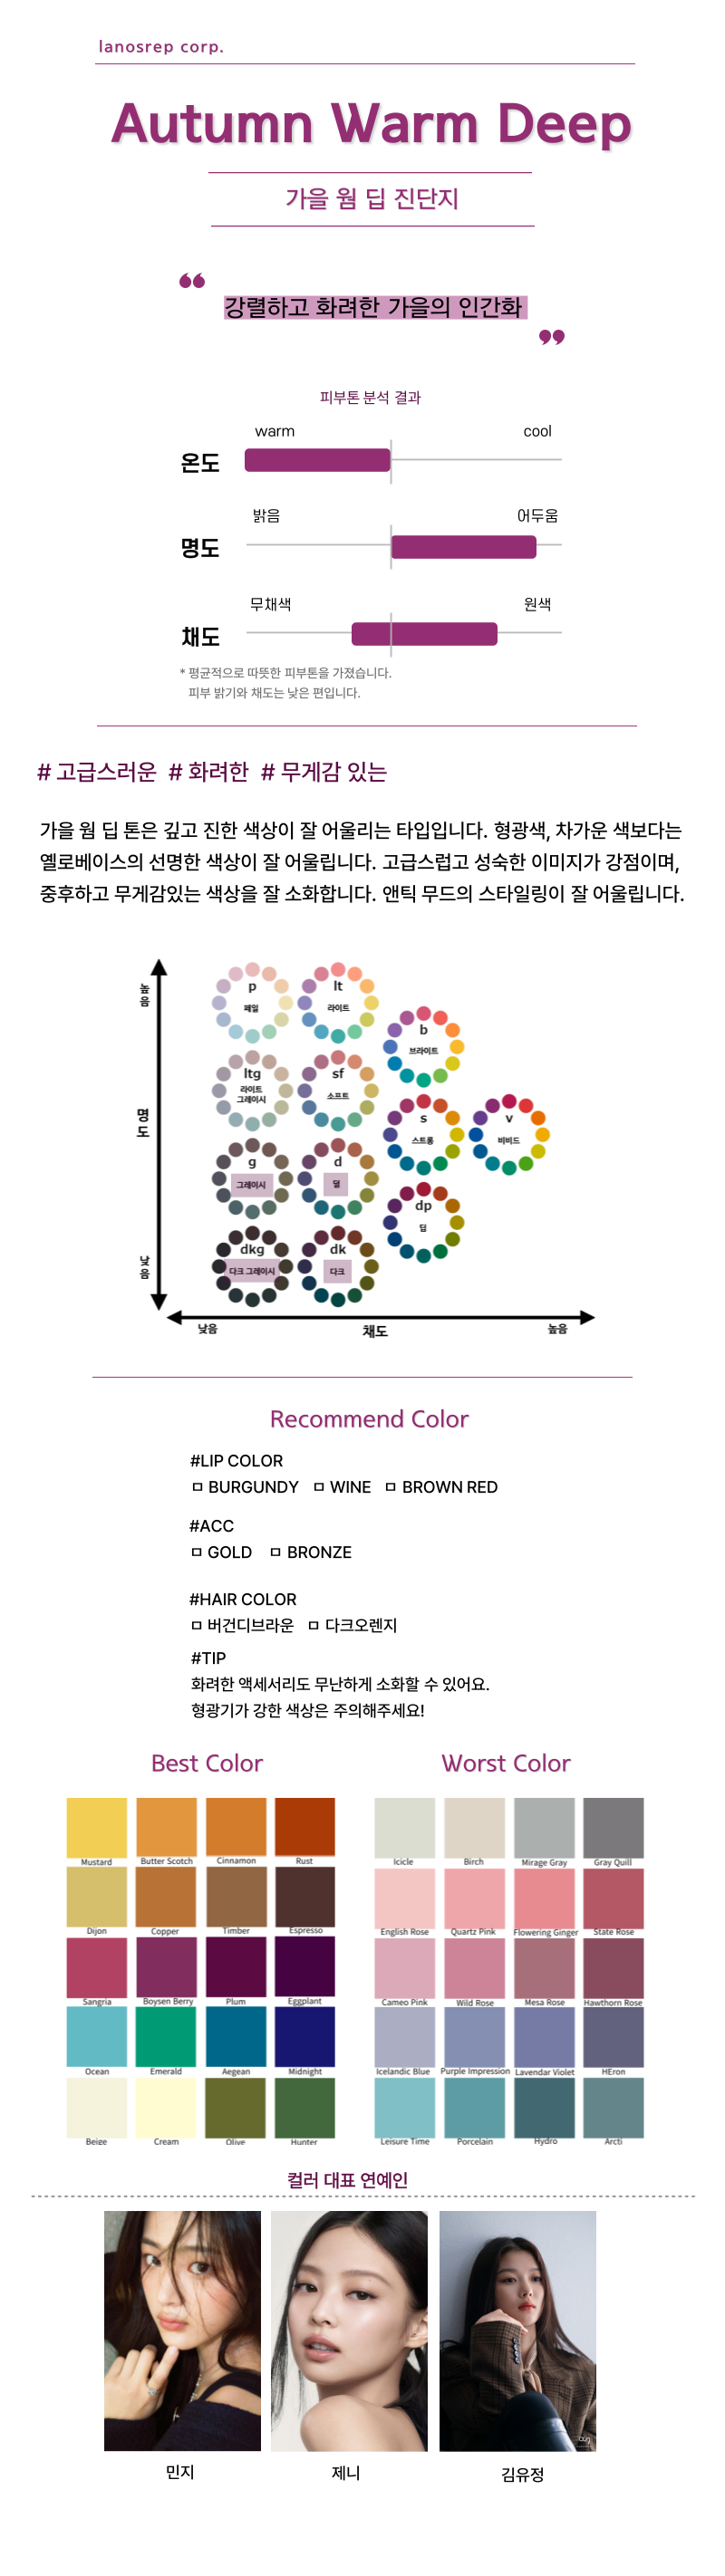 lanosrep corp.
Autumn Warm Deep
가을 웜 딥 진단지
❝
강렬하고 화려한 가을의 인간화
❞
피부톤 분석 결과
warm cool
온도
밝음 어두움
명도
무채색 원색
채도
* 평균적으로 따뜻한 피부톤을 가졌습니다.
피부 밝기와 채도는 낮은 편입니다.
# 고급스러운 # 화려한 # 무게감 있는
가을 웜 딥 톤은 깊고 진한 색상이 잘 어울리는 타입입니다. 형광색, 차가운 색보다는
옐로베이스의 선명한 색상이 잘 어울립니다. 고급스럽고 성숙한 이미지가 강점이며,
중후하고 무게감있는 색상을 잘 소화합니다. 앤틱 무드의 스타일링이 잘 어울립니다.
높음
명도
낮음
p
페일
lt
라이트
b
브라이트
ltg
라이트
그레이시
sf
소프트
s
스트롱
v
비비드
g
그레이시
d
덜
dp
딥
dkg
다크 그레이시
dk
다크
낮음 채도 높음
Recommend Color
#LIP COLOR
ㅁ BURGUNDY ㅁ WINE ㅁ BROWN RED
#ACC
ㅁ GOLD ㅁ BRONZE
#HAIR COLOR
ㅁ 버건디브라운 ㅁ 다크오렌지
#TIP
화려한 액세서리도 무난하게 소화할 수 있어요.
형광기가 강한 색상은 주의해주세요!
Best Color
Mustard Butter Scotch Cinnamon Rust
Dijon Copper Timber Espresso
Sangria Boysen Berry Plum Eggplant
Ocean Emerald Aegean Midnight
Beige Cream Olive Hunter
Worst Color
Icicle Birch Mirage Gray Gray Quill
English Rose Quartz Pink Flowering Ginger State Rose
Cameo Pink Wild Rose Mesa Rose Hawthorn Rose
Icelandic Blue Purple Impression Lavendar Violet HEron
Leisure Time Porcelain Hydro Arcti
컬러 대표 연예인
민지 제니 김유정